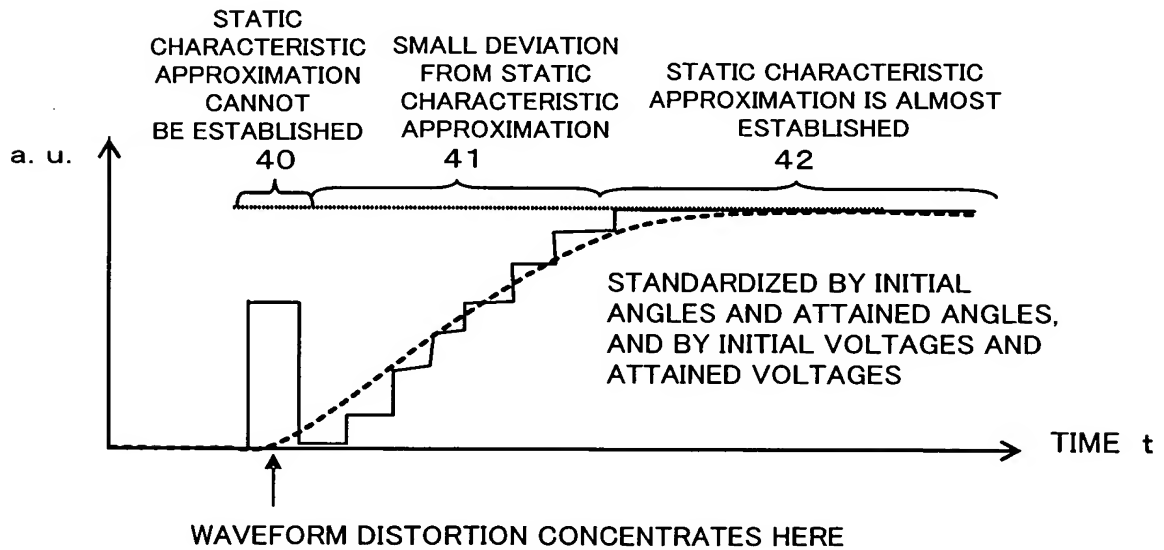 STATIC
CHARACTERISTIC
APPROXIMATION
CANNOT
BE ESTABLISHED
40
SMALL DEVIATION
FROM STATIC
CHARACTERISTIC
APPROXIMATION
41
STATIC CHARACTERISTIC
APPROXIMATION IS ALMOST
ESTABLISHED
42
a. u.
STANDARDIZED BY INITIAL
ANGLES AND ATTAINED ANGLES,
AND BY INITIAL VOLTAGES AND
ATTAINED VOLTAGES
TIME t
WAVEFORM DISTORTION CONCENTRATES HERE